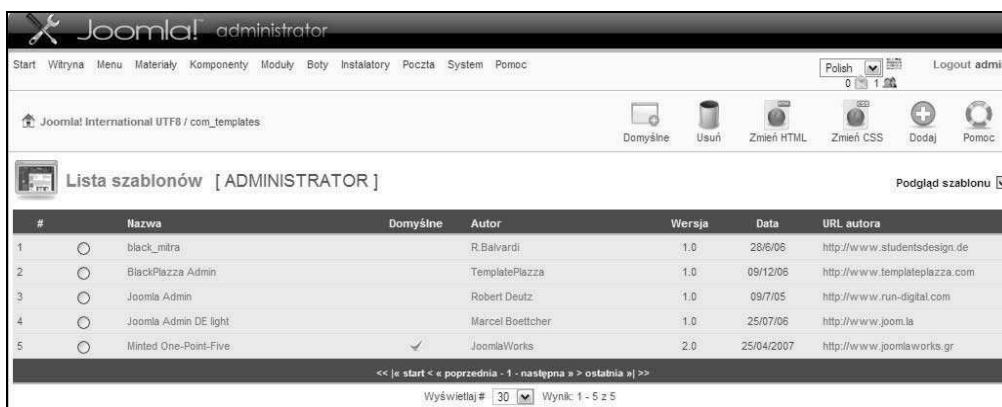 Joomla! administrator
Start Witryna Menu Materiały Komponenty Moduły Boty Instalatory Poczta System Pomoc Polish Logout admi
0 1
Joomla! International UTF8 / com_templates
Domyślne Usuń Zmień HTML Zmień CSS Dodaj Pomoc
Lista szablonów [ ADMINISTRATOR ] Podgląd szablonu
# Nazwa Domyślne Autor Wersja Data URL autora
1 black_mitra R.Balvardi 1.0 28/6/06 http://www.studentsdesign.de
2 BlackPlazza Admin TemplatePlazza 1.0 09/12/06 http://www.templateplazza.com
3 Joomla Admin Robert Deutz 1.0 09/7/05 http://www.run-digital.com
4 Joomla Admin DE light Marcel Boettcher 1.0 25/07/06 http://www.joom.la
5 Minted One-Point-Five JoomlaWorks 2.0 25/04/2007 http://www.joomlaworks.gr
<< |« start < « poprzednia - 1 - następna » > ostatnia »| >>
Wyświetlaj # 30 Wynik: 1 - 5 z 5